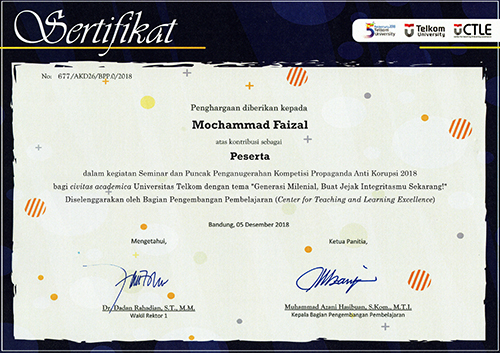 Sertifikat
Telkom University
Telkom University
CTLE
No: 677/AKD26/BPP.0/2018
Penghargaan diberikan kepada
Mochammad Faizal
atas kontribusi sebagai
Peserta
dalam kegiatan Seminar dan Puncak Penganugerahan Kompetisi Propaganda Anti Korupsi 2018
bagi civitas academica Universitas Telkom dengan tema "Generasi Milenial, Buat Jejak Integritasmu Sekarang!"
Diselenggarakan oleh Bagian Pengembangan Pembelajaran (Center for Teaching and Learning Excellence)
Bandung, 05 Desember 2018
Mengetahui,
Ketua Panitia,
Dr. Dadan Rahadian, S.T., M.M.
Wakil Rektor 1
Muhammad Azani Hasibuan, S.Kom., M.T.I.
Kepala Bagian Pengembangan Pembelajaran